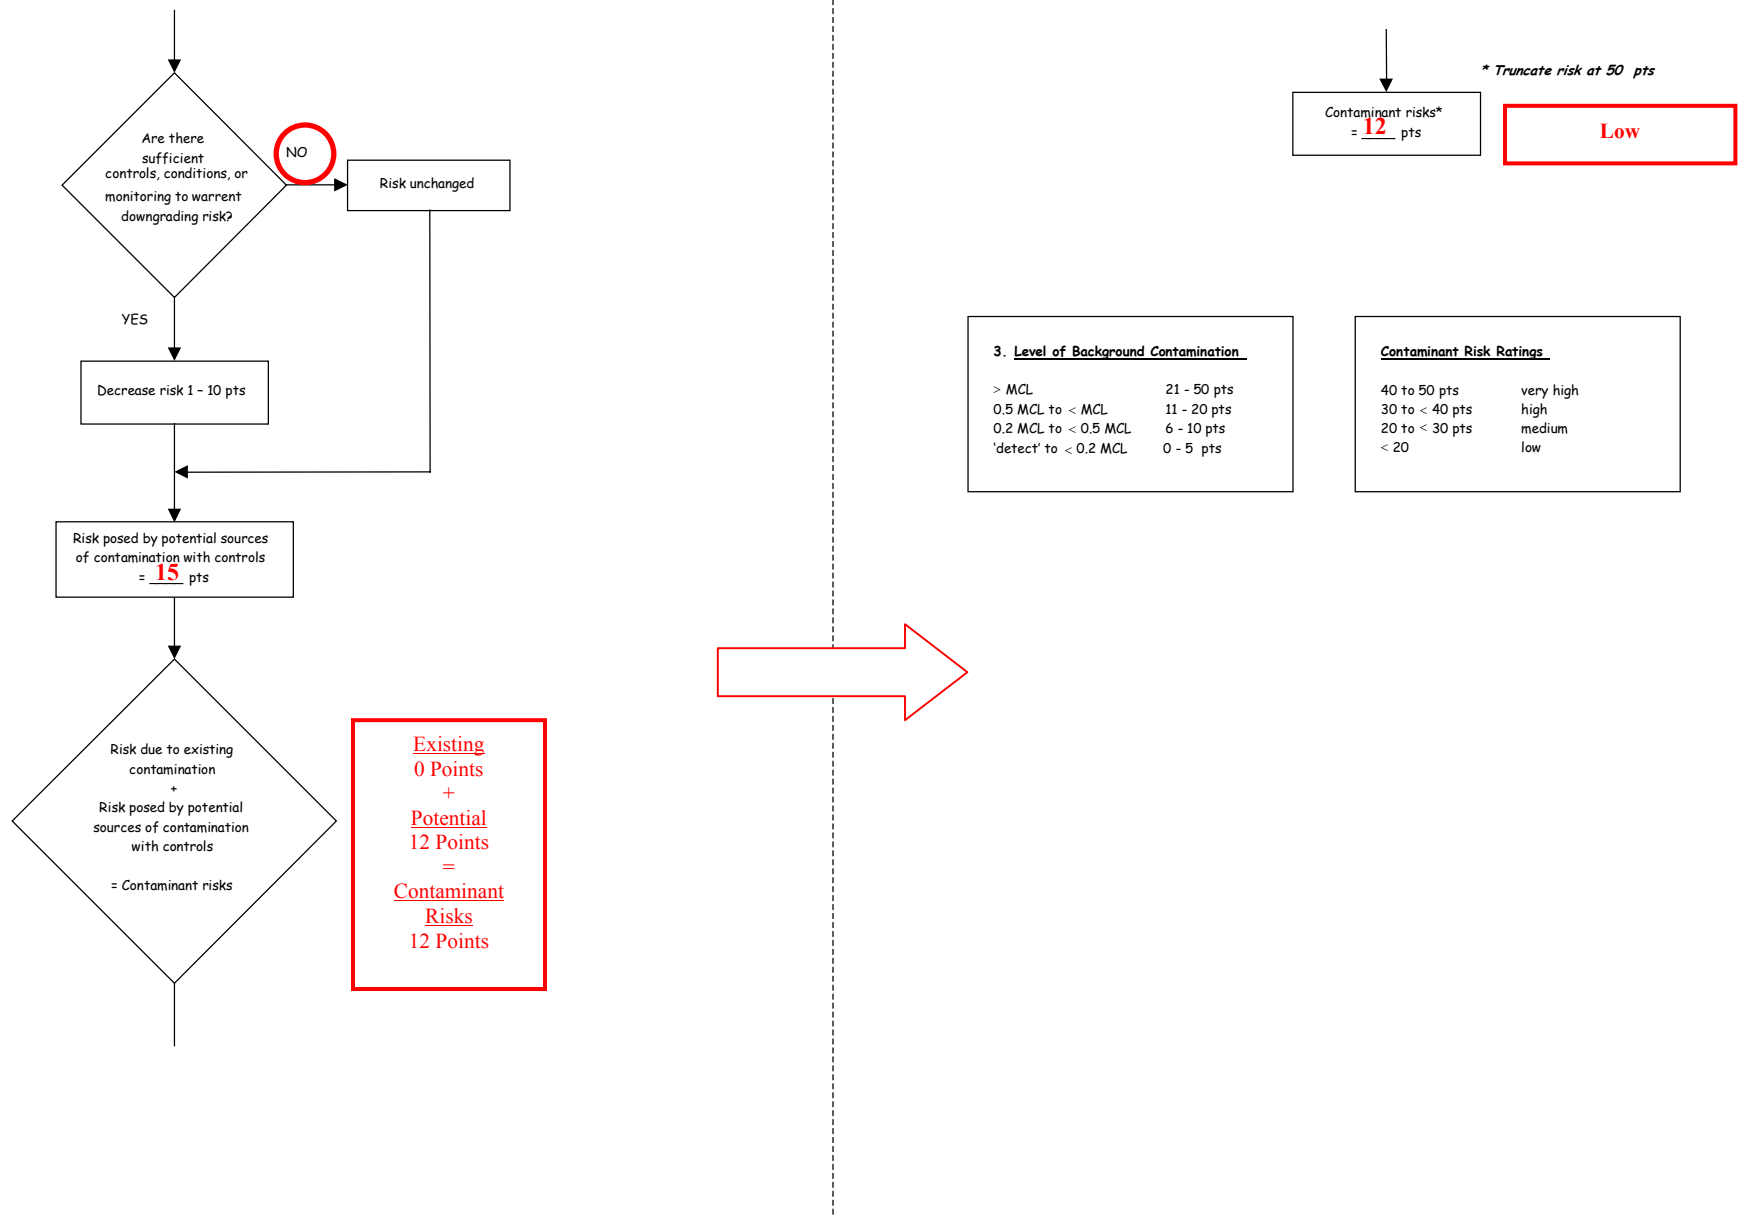 Are there
sufficient
controls, conditions, or
monitoring to warrent
downgrading risk?
NO
Risk unchanged
YES
Decrease risk 1 – 10 pts
Risk posed by potential sources
of contamination with controls
= 15 pts
Risk due to existing
contamination
+
Risk posed by potential
sources of contamination
with controls
= Contaminant risks
Existing
0 Points
+
Potential
12 Points
=
Contaminant
Risks
12 Points
* Truncate risk at 50 pts
Contaminant risks*
= 12 pts
Low
3. Level of Background Contamination
> MCL 21 - 50 pts
0.5 MCL to < MCL 11 - 20 pts
0.2 MCL to < 0.5 MCL 6 - 10 pts
‘detect’ to < 0.2 MCL 0 - 5 pts
Contaminant Risk Ratings
40 to 50 pts very high
30 to < 40 pts high
20 to < 30 pts medium
< 20 low